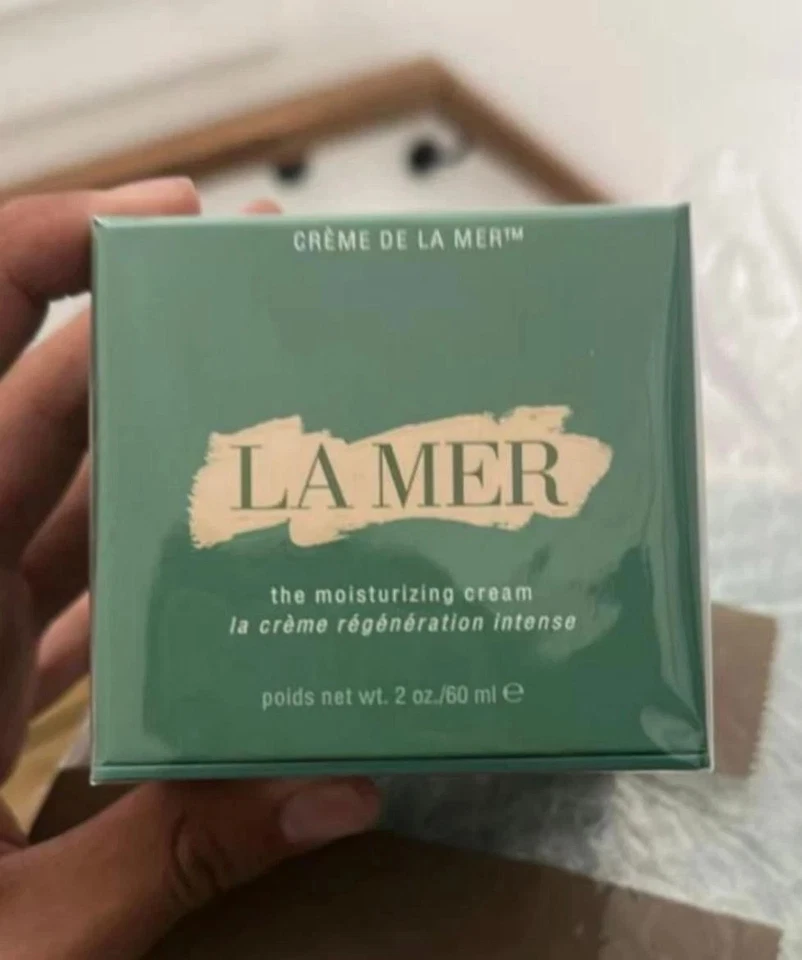 CRÈME DE LA MER™
LA MER
the moisturizing cream
la crème régénération intense
poids net wt. 2 oz./60 ml ℮